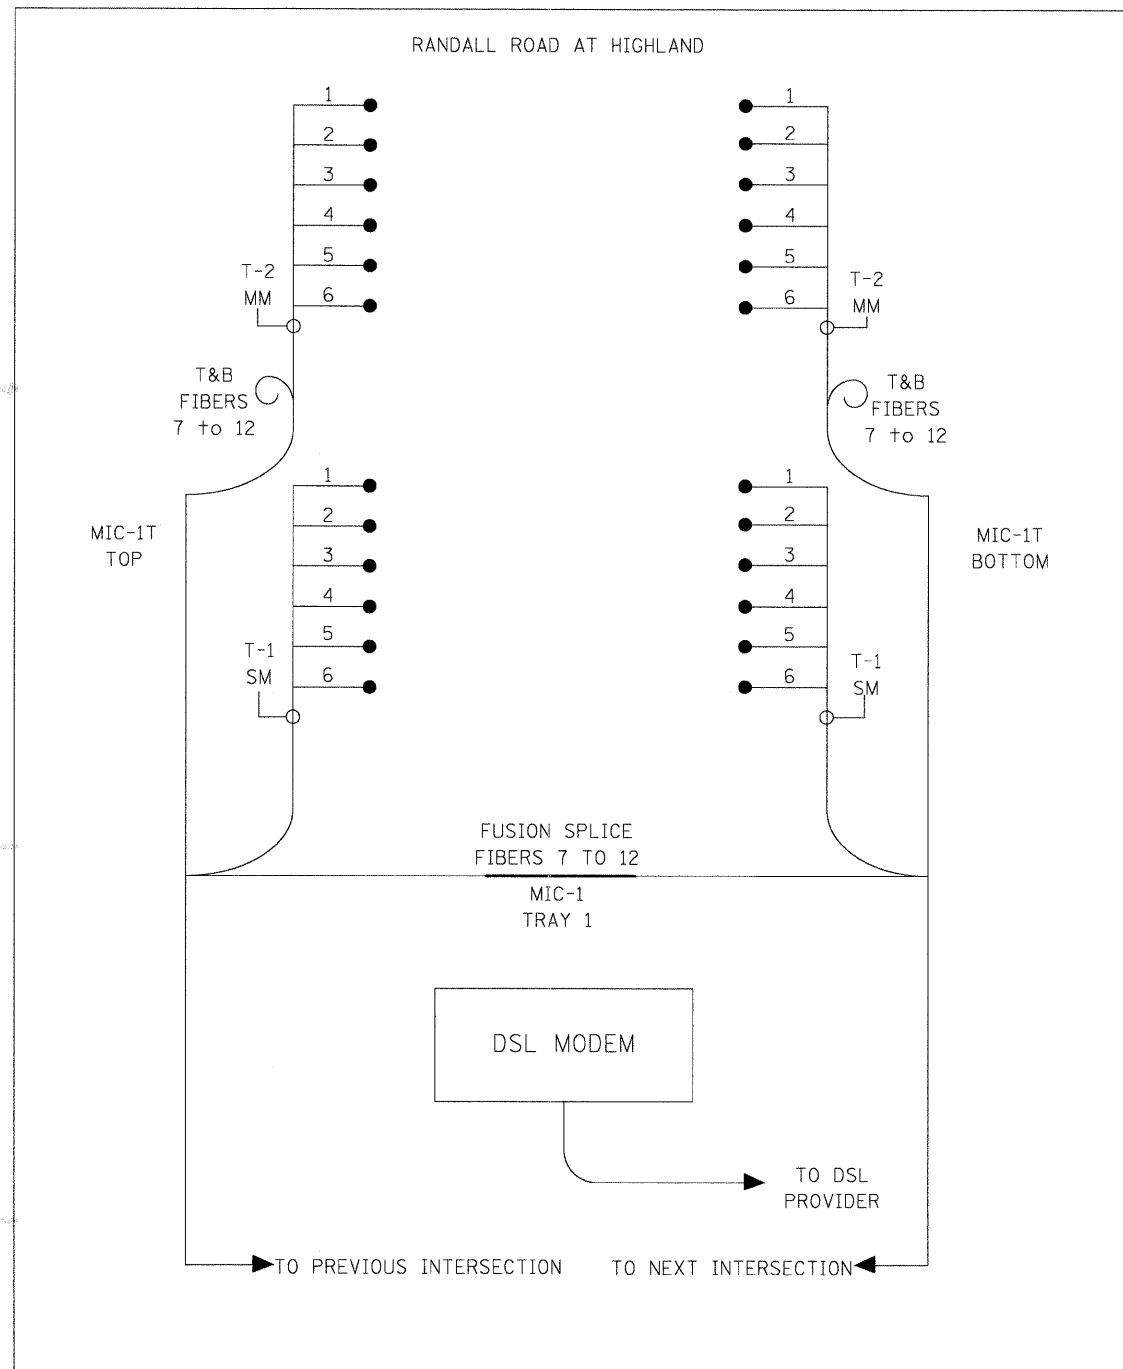 RANDALL ROAD AT HIGHLAND
1
2
3
4
5
6
T-2
MM
T&B
FIBERS
7 to 12
1
2
3
4
5
6
T-2
MM
T&B
FIBERS
7 to 12
MIC-1T
TOP
1
2
3
4
5
6
T-1
SM
1
2
3
4
5
6
T-1
SM
MIC-1T
BOTTOM
FUSION SPLICE
FIBERS 7 TO 12
MIC-1
TRAY 1
DSL MODEM
TO DSL
PROVIDER
TO PREVIOUS INTERSECTION
TO NEXT INTERSECTION